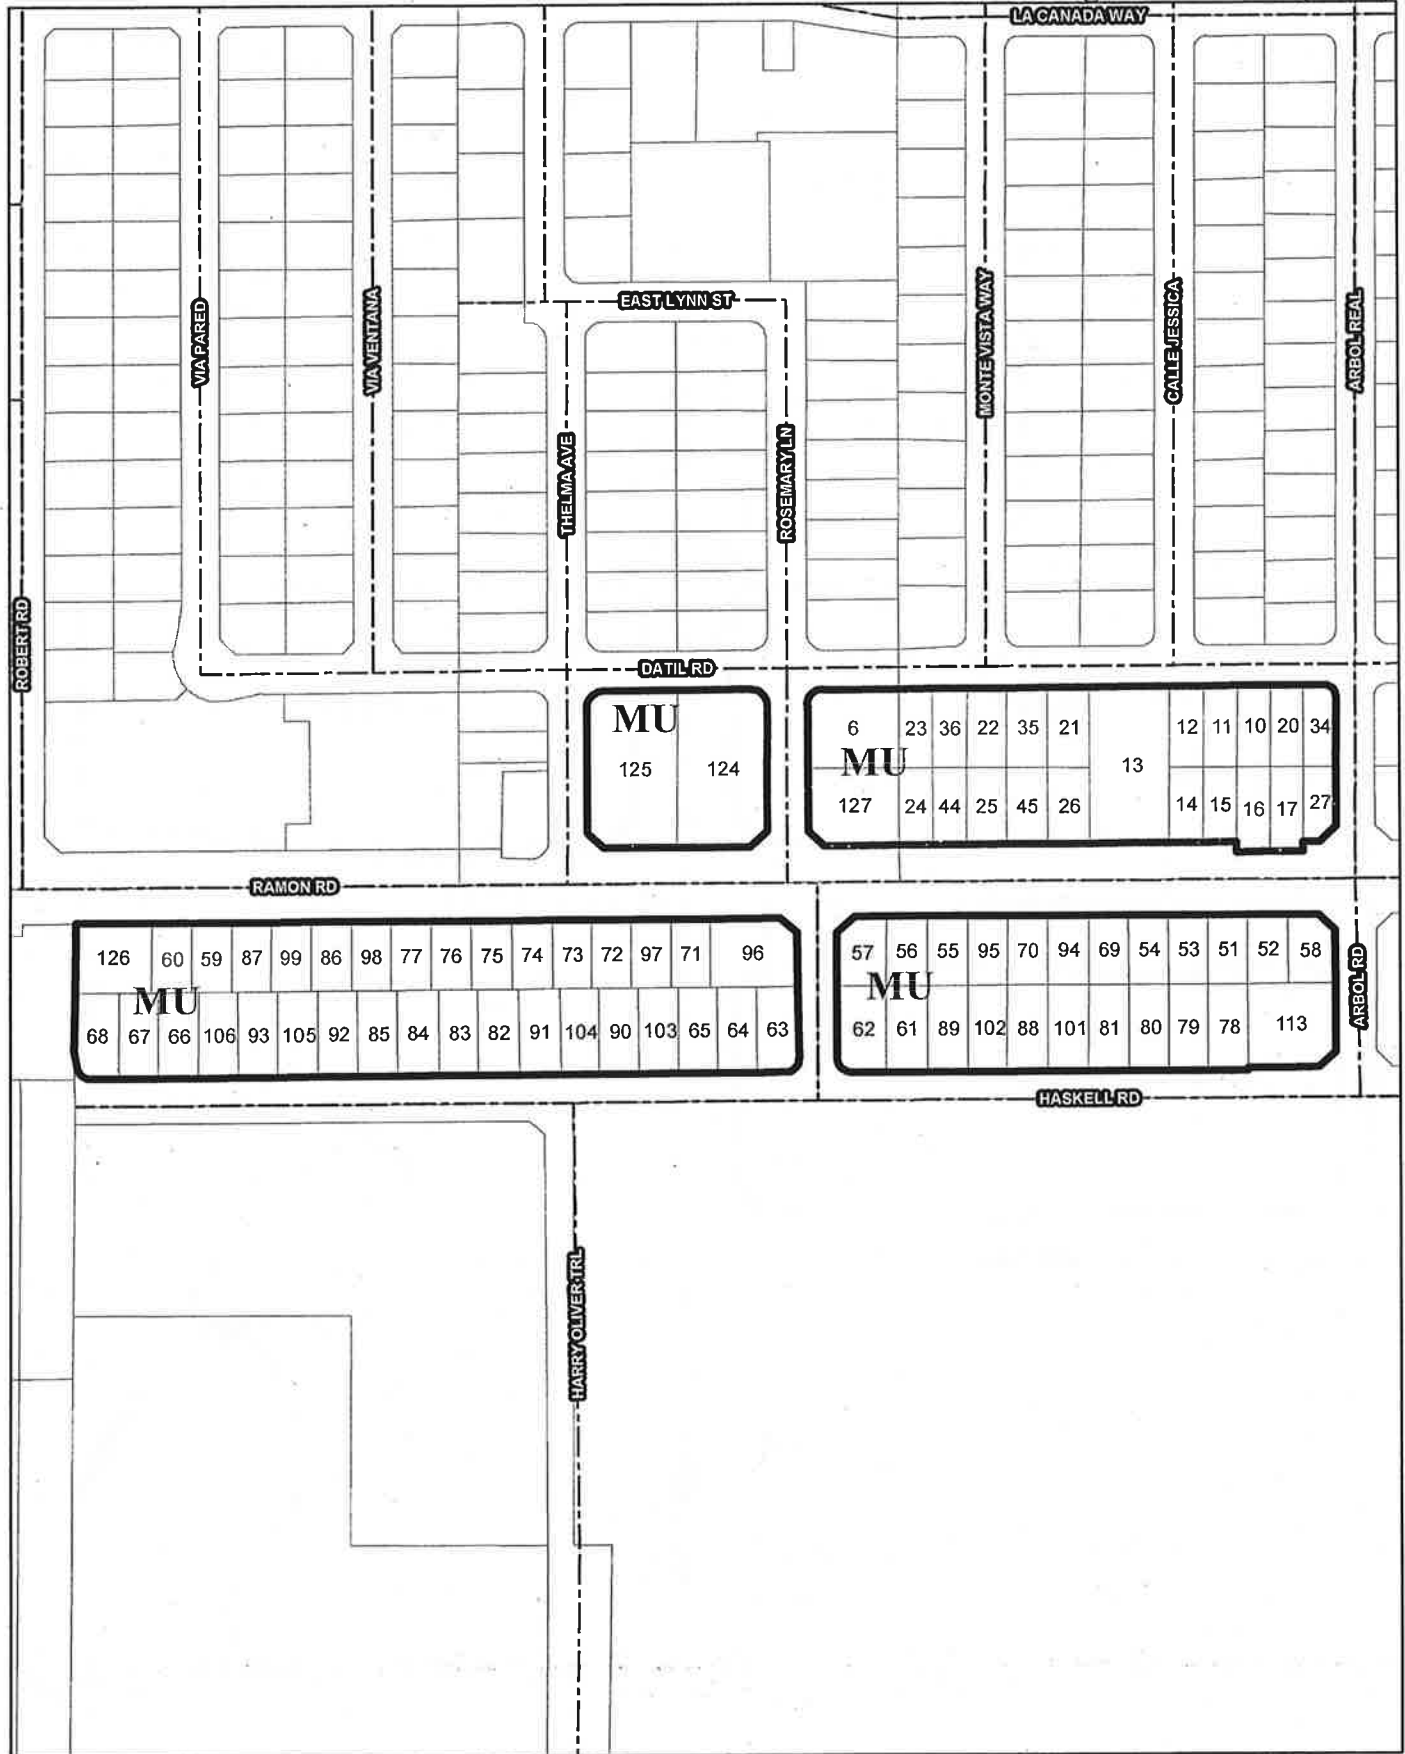 LA CANADA WAY
VIA PARED
VIA VENTANA
EAST LYNN ST
MONTE VISTA WAY
CALLE JESSICA
ARBOL REAL
THELMA AVE
ROSEMARY LN
ROBERT RD
DATIL RD
MU
125 124
6 23 36 22 35 21 12 11 10 20 34
MU
13
127 24 44 25 45 26 14 15 16 17 27
RAMON RD
126 60 59 87 99 86 98 77 76 75 74 73 72 97 71 96
MU
68 67 66 106 93 105 92 85 84 83 82 91 104 90 103 65 64 63
57 56 55 95 70 94 69 54 53 51 52 58
MU
62 61 89 102 88 101 81 80 79 78 113
ARBOL RD
HASKELL RD
HARRY OLIVER TRL